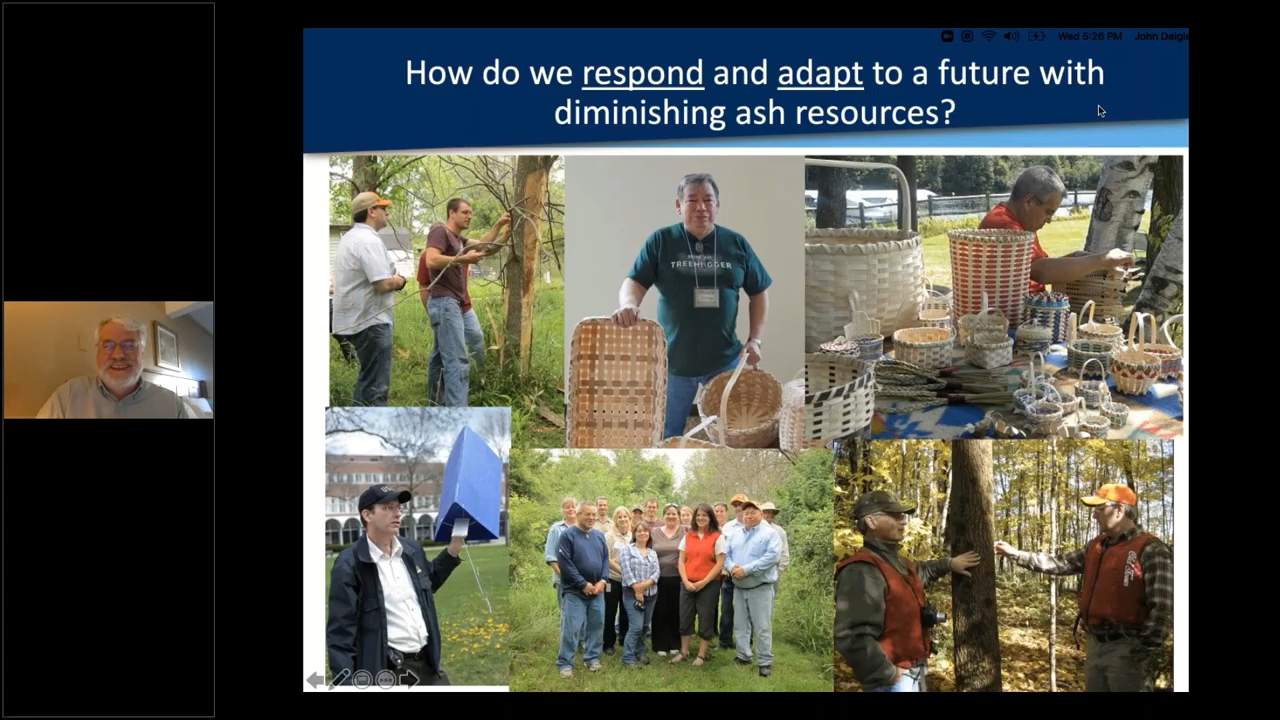 Wed 5:26 PM John Daigle
How do we respond and adapt to a future with
diminishing ash resources?
TREEHUGGER